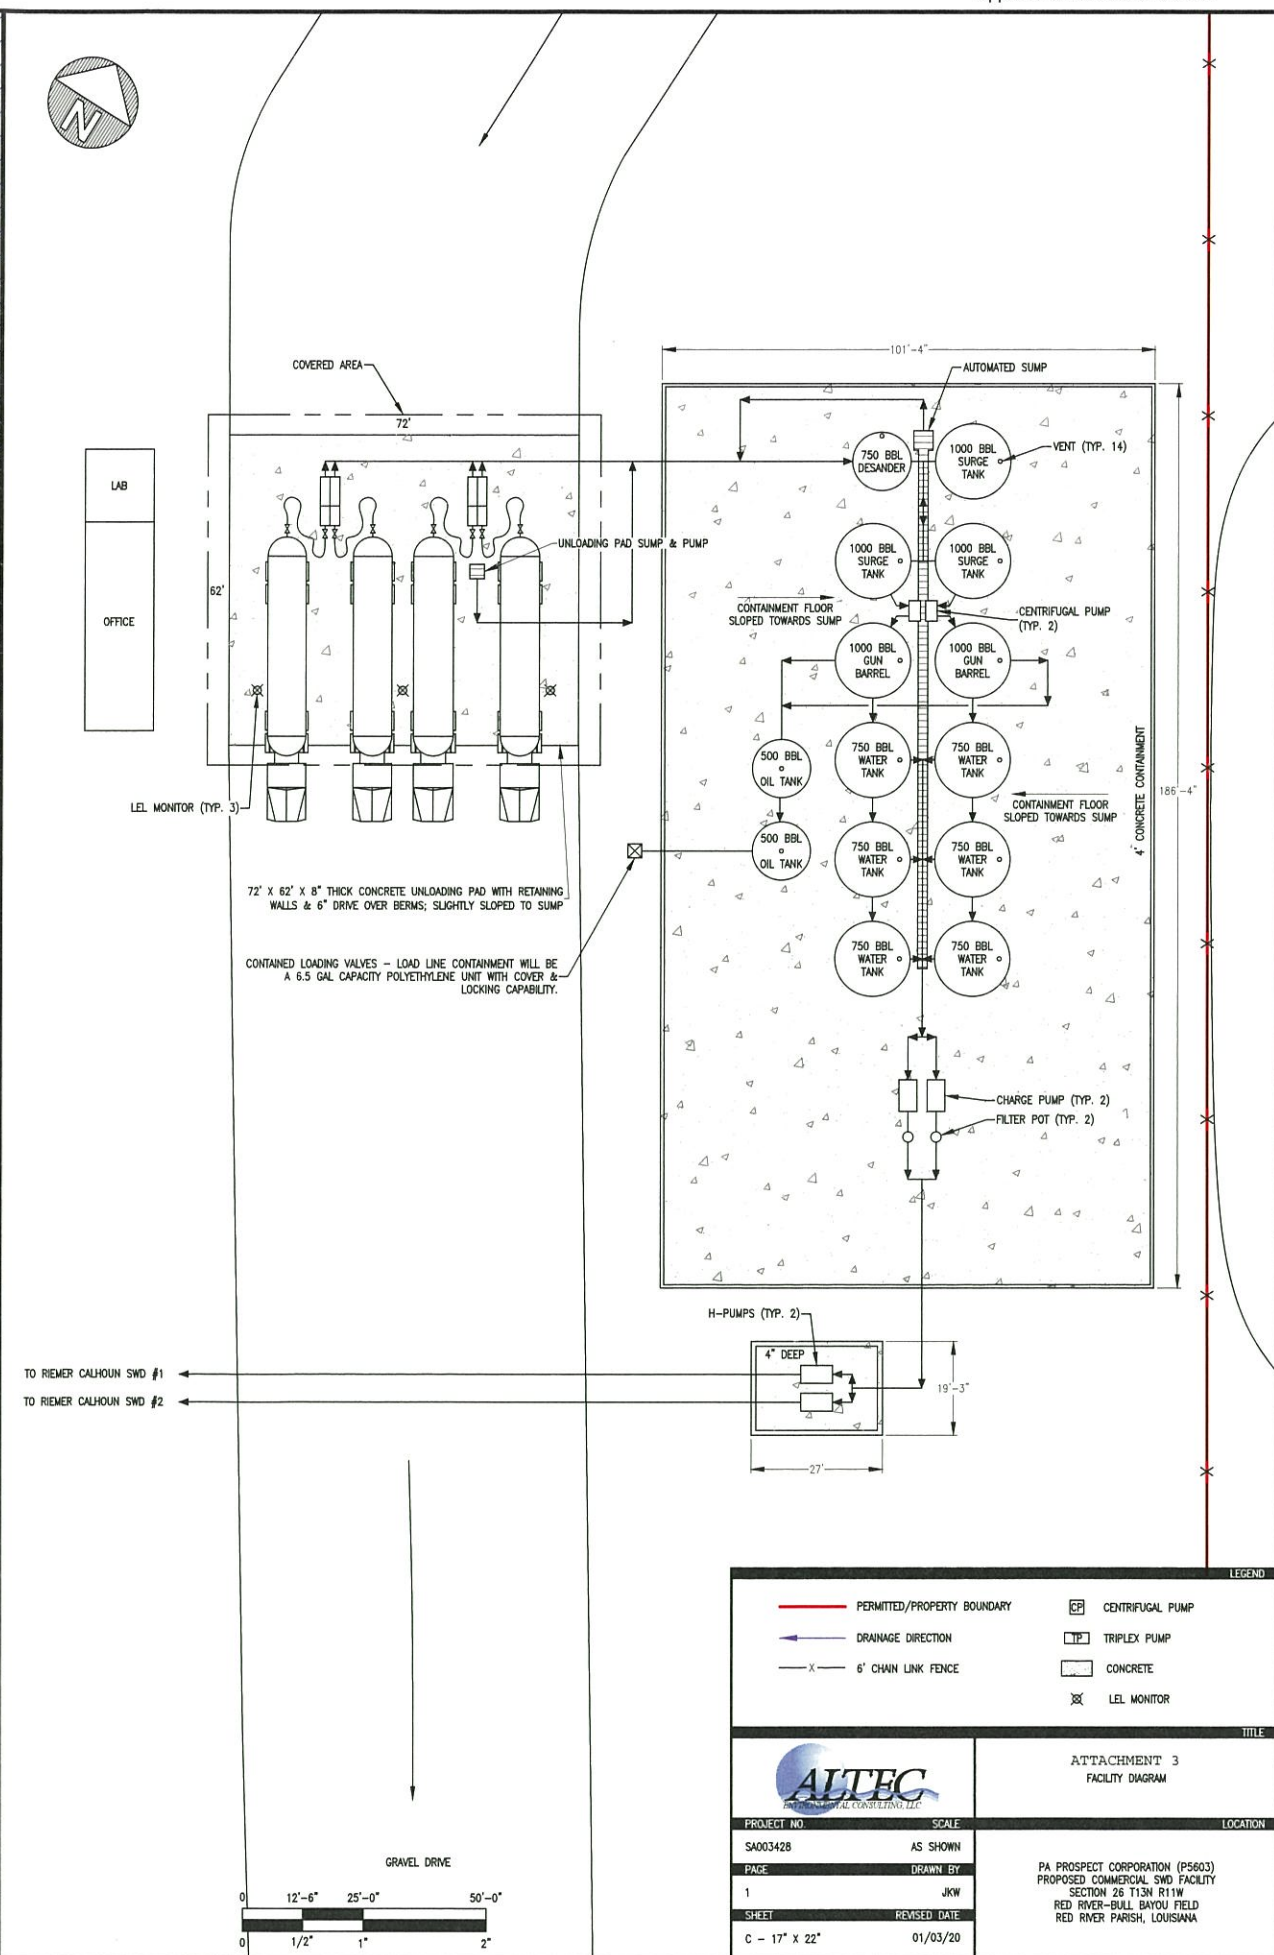 N
COVERED AREA
72'
62'
LAB
OFFICE
UNLOADING PAD SUMP & PUMP
LEL MONITOR (TYP. 3)
72' X 62' X 8" THICK CONCRETE UNLOADING PAD WITH RETAINING
WALLS & 6" DRIVE OVER BERMS; SLIGHTLY SLOPED TO SUMP
CONTAINED LOADING VALVES - LOAD LINE CONTAINMENT WILL BE
A 6.5 GAL CAPACITY POLYETHYLENE UNIT WITH COVER &
LOCKING CAPABILITY.
101'-4"
AUTOMATED SUMP
750 BBL
DESANDER
1000 BBL
SURGE
TANK
VENT (TYP. 14)
1000 BBL
SURGE
TANK
1000 BBL
SURGE
TANK
CONTAINMENT FLOOR
SLOPED TOWARDS SUMP
CENTRIFUGAL PUMP
(TYP. 2)
1000 BBL
GUN
BARREL
1000 BBL
GUN
BARREL
500 BBL
OIL TANK
750 BBL
WATER
TANK
750 BBL
WATER
TANK
CONTAINMENT FLOOR
SLOPED TOWARDS SUMP
4' CONCRETE CONTAINMENT
186'-4"
500 BBL
OIL TANK
750 BBL
WATER
TANK
750 BBL
WATER
TANK
750 BBL
WATER
TANK
750 BBL
WATER
TANK
CHARGE PUMP (TYP. 2)
FILTER POT (TYP. 2)
H-PUMPS (TYP. 2)
4" DEEP
19'-3"
27'
TO RIEMER CALHOUN SWD #1
TO RIEMER CALHOUN SWD #2
GRAVEL DRIVE
0 12'-6" 25'-0" 50'-0"
0 1/2" 1" 2"
LEGEND
PERMITTED/PROPERTY BOUNDARY
DRAINAGE DIRECTION
X 6' CHAIN LINK FENCE
CP CENTRIFUGAL PUMP
TP TRIPLEX PUMP
CONCRETE
LEL MONITOR
TITLE
ALTEC
ENVIRONMENTAL CONSULTING, LLC
ATTACHMENT 3
FACILITY DIAGRAM
PROJECT NO. SCALE
SA003428 AS SHOWN
PAGE DRAWN BY
1 JKW
SHEET REVISED DATE
C - 17" X 22" 01/03/20
LOCATION
PA PROSPECT CORPORATION (P5603)
PROPOSED COMMERCIAL SWD FACILITY
SECTION 26 T13N R11W
RED RIVER-BULL BAYOU FIELD
RED RIVER PARISH, LOUISIANA